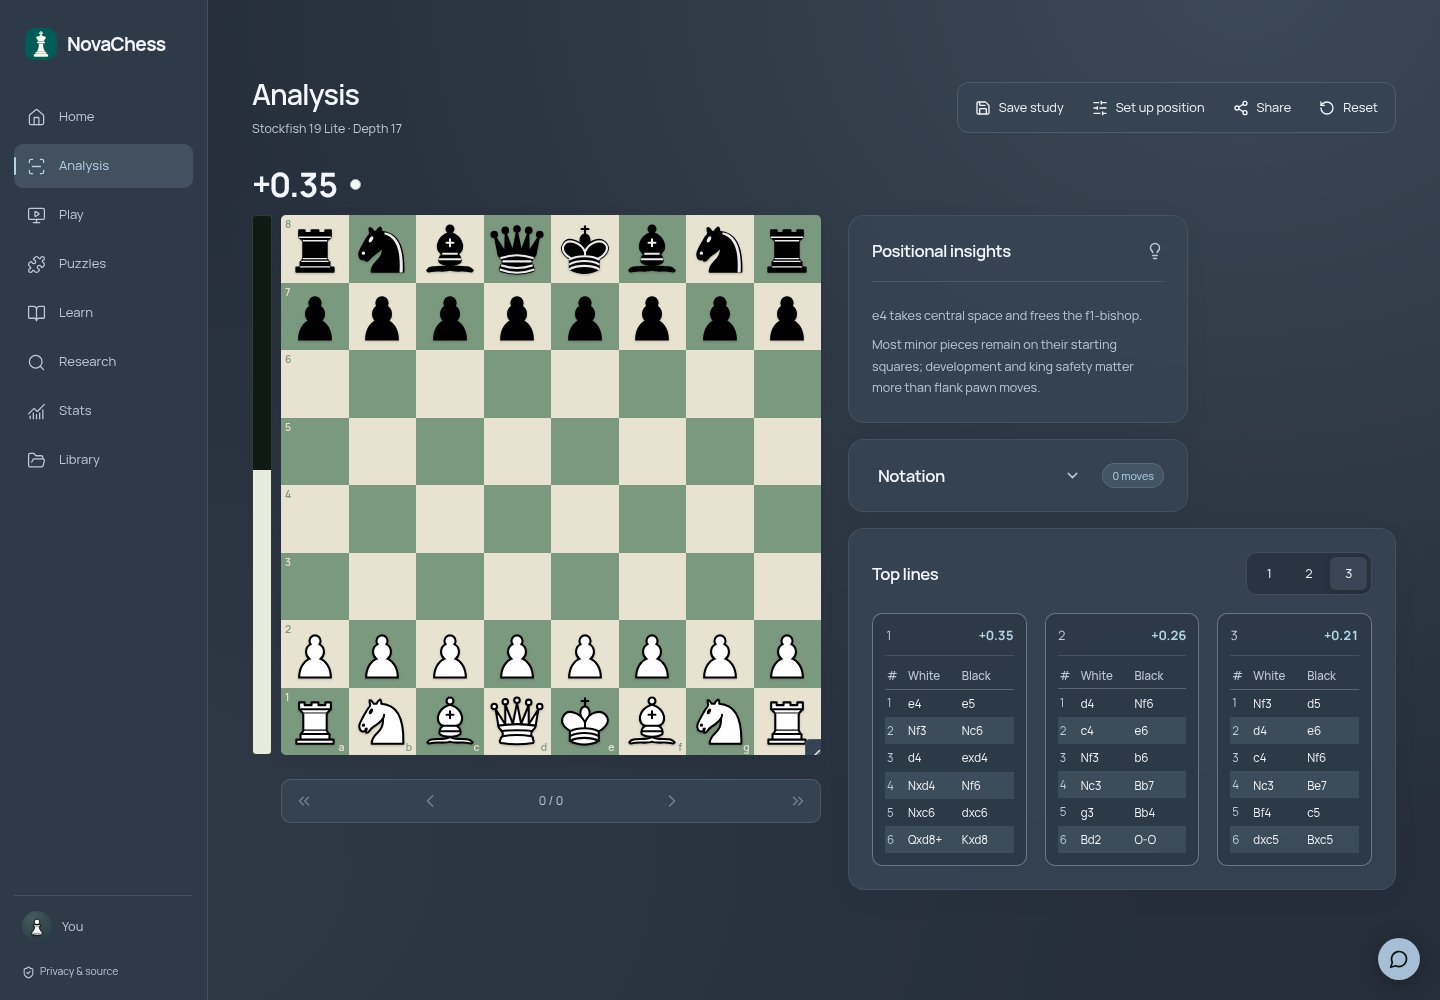 NovaChess
Home
Analysis
Play
Puzzles
Learn
Research
Stats
Library
You
Privacy & source
Analysis
Stockfish 19 Lite · Depth 17
Save study
Set up position
Share
Reset
+0.35
8
7
6
5
4
3
2
1
a b c d e f g
0 / 0
Positional insights
e4 takes central space and frees the f1-bishop.
Most minor pieces remain on their starting
squares; development and king safety matter
more than flank pawn moves.
Notation
0 moves
Top lines
1 2 3
1 +0.35
# White Black
1 e4 e5
2 Nf3 Nc6
3 d4 exd4
4 Nxd4 Nf6
5 Nxc6 dxc6
6 Qxd8+ Kxd8
2 +0.26
# White Black
1 d4 Nf6
2 c4 e6
3 Nf3 b6
4 Nc3 Bb7
5 g3 Bb4
6 Bd2 O-O
3 +0.21
# White Black
1 Nf3 d5
2 d4 e6
3 c4 Nf6
4 Nc3 Be7
5 Bf4 c5
6 dxc5 Bxc5